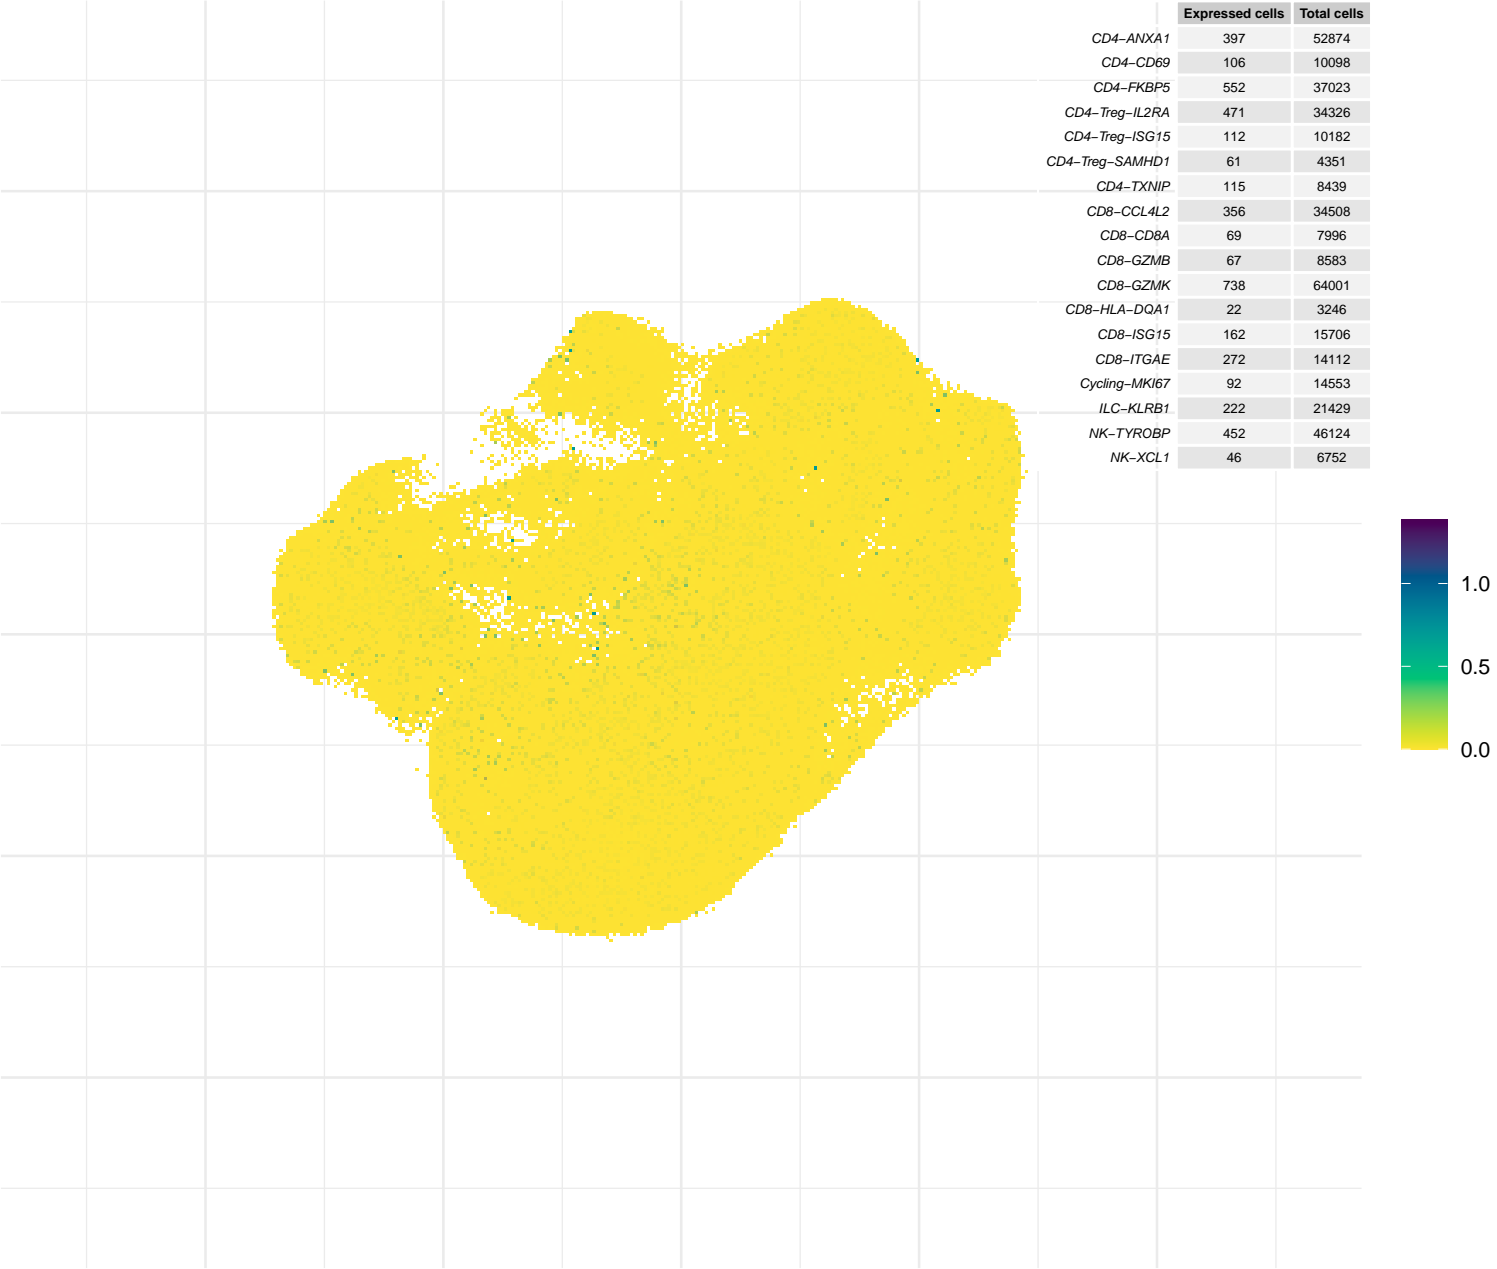 Expressed cells Total cells
CD4−ANXA1 397 52874
CD4−CD69 106 10098
CD4−FKBP5 552 37023
CD4−Treg−IL2RA 471 34326
CD4−Treg−ISG15 112 10182
CD4−Treg−SAMHD1 61 4351
CD4−TXNIP 115 8439
CD8−CCL4L2 356 34508
CD8−CD8A 69 7996
CD8−GZMB 67 8583
CD8−GZMK 738 64001
CD8−HLA−DQA1 22 3246
CD8−ISG15 162 15706
CD8−ITGAE 272 14112
Cycling−MKI67 92 14553
ILC−KLRB1 222 21429
NK−TYROBP 452 46124
NK−XCL1 46 6752
1.0
0.5
0.0